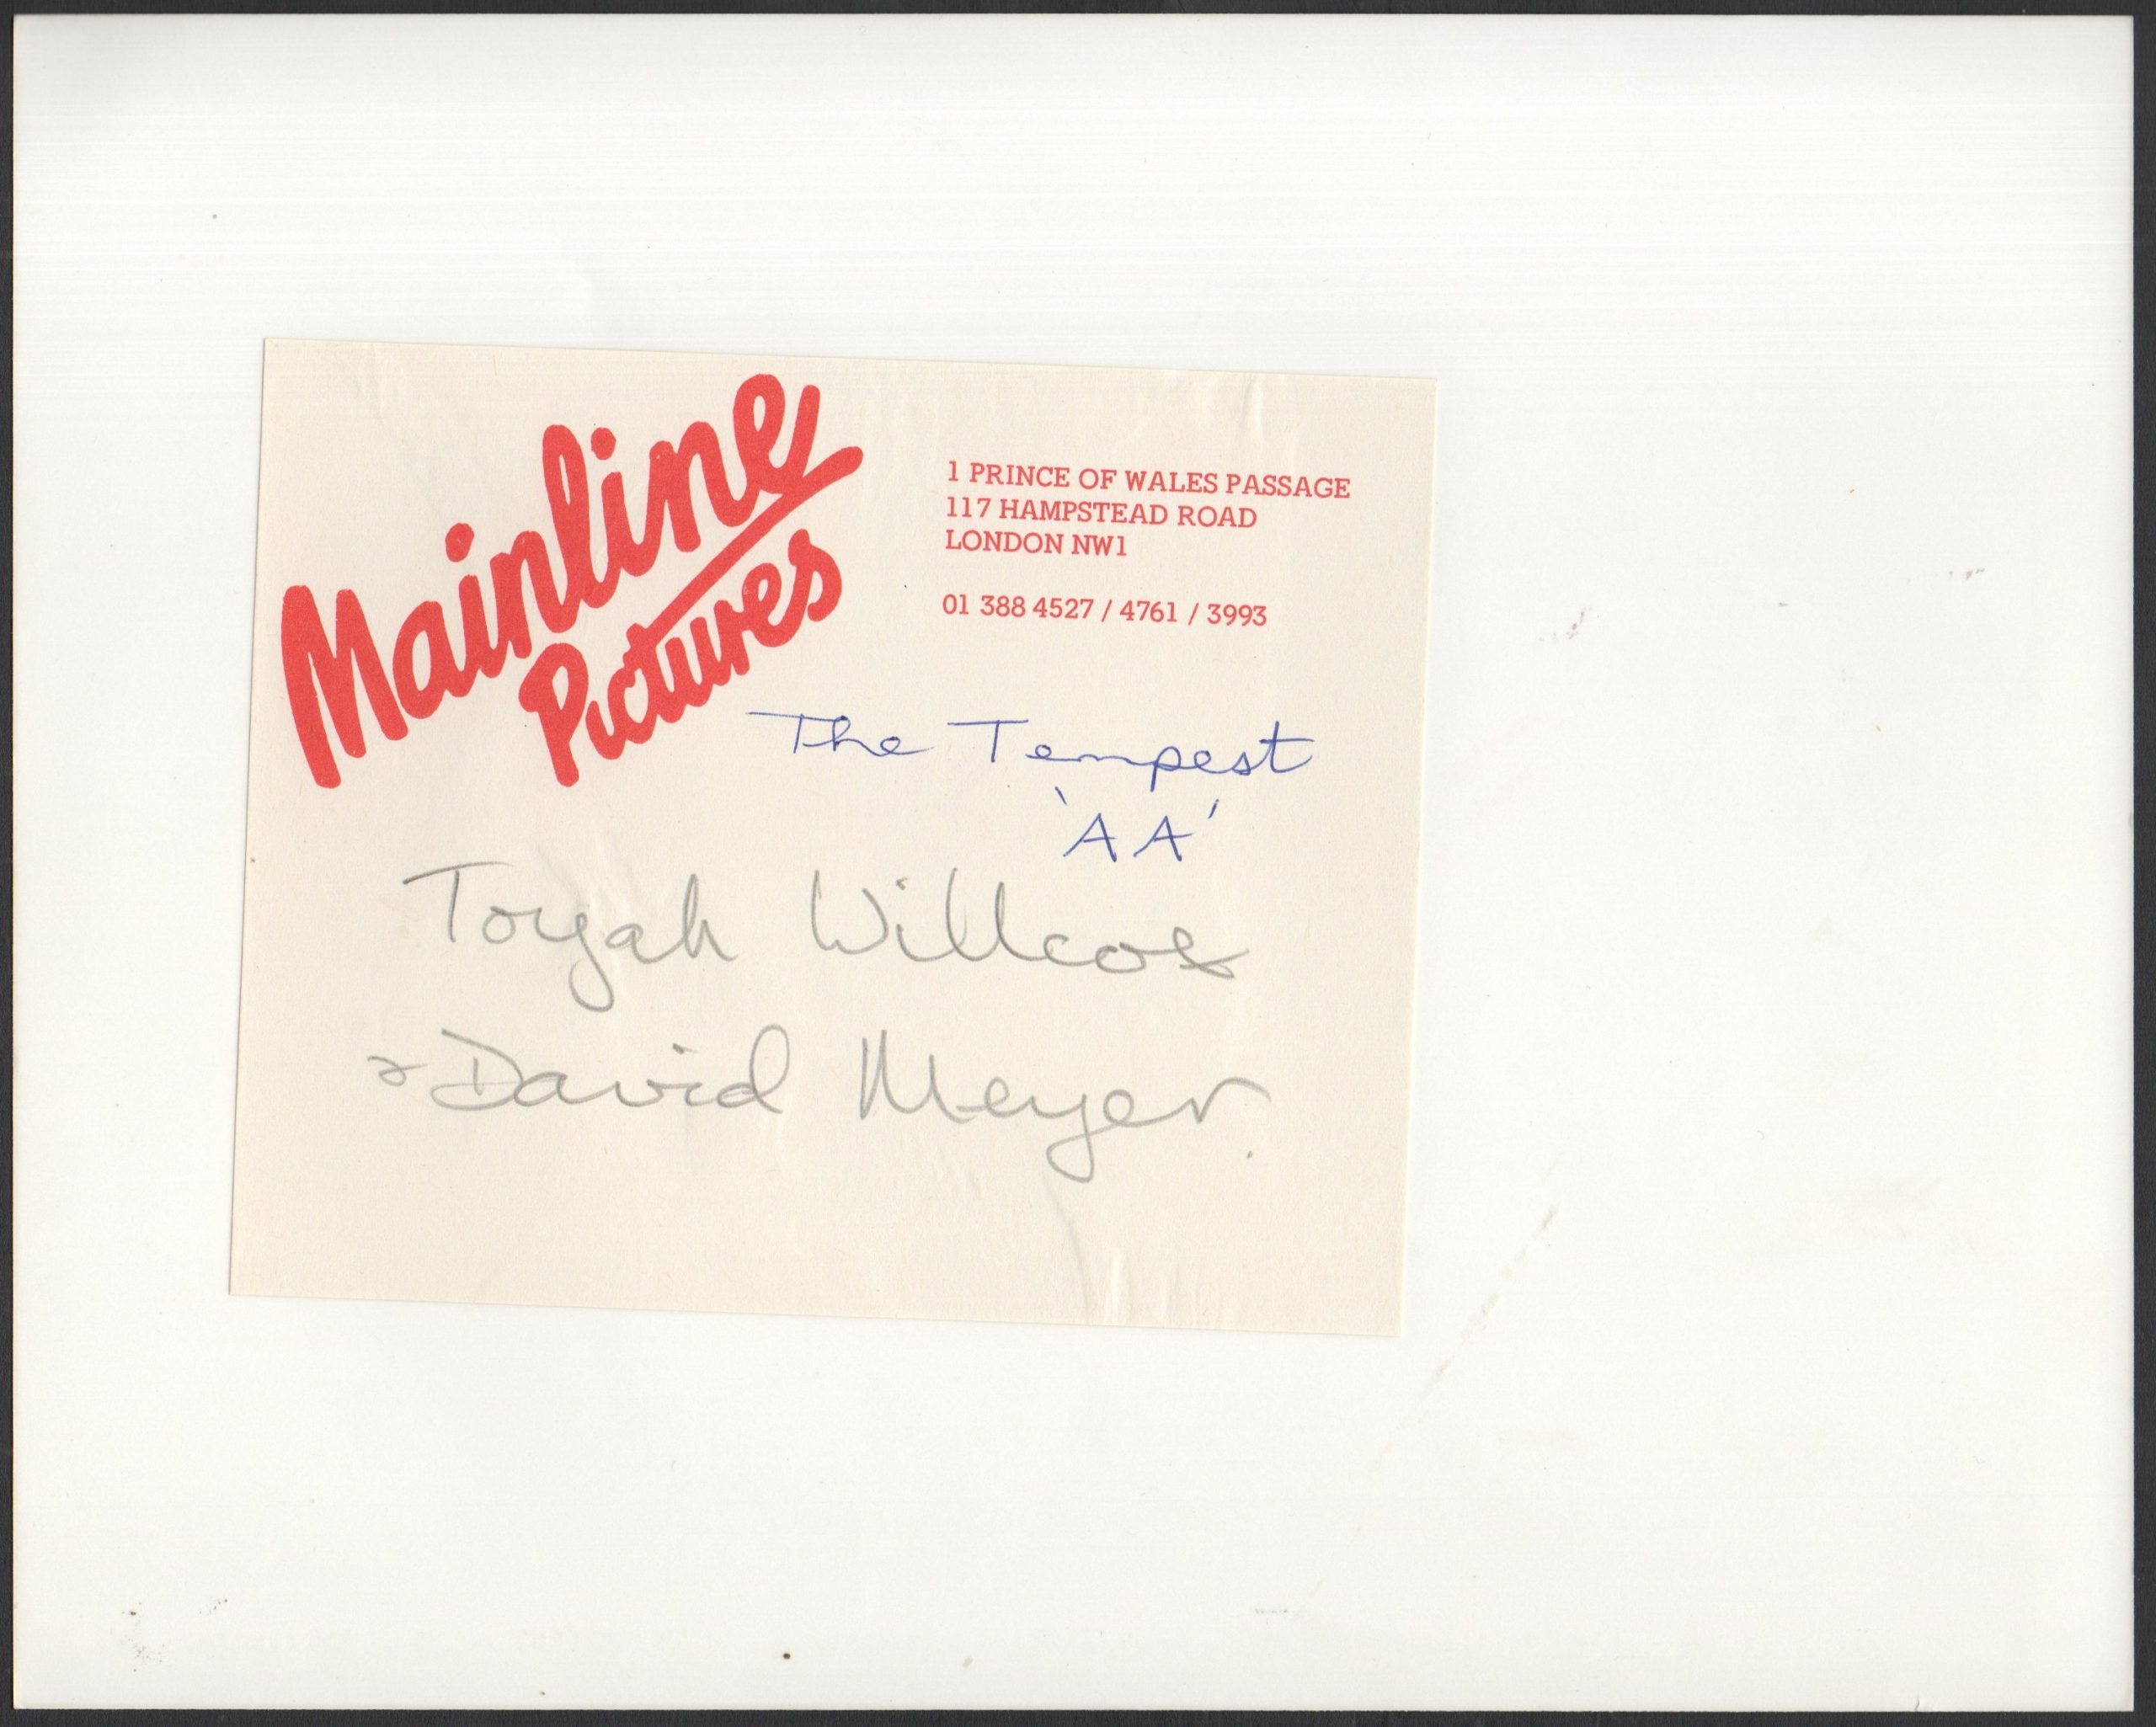 Mainline
Pictures
1 PRINCE OF WALES PASSAGE
117 HAMPSTEAD ROAD
LONDON NW1
01 388 4527 / 4761 / 3993
The Tempest
'AA'
Toyah Willcox
& David Meyer.